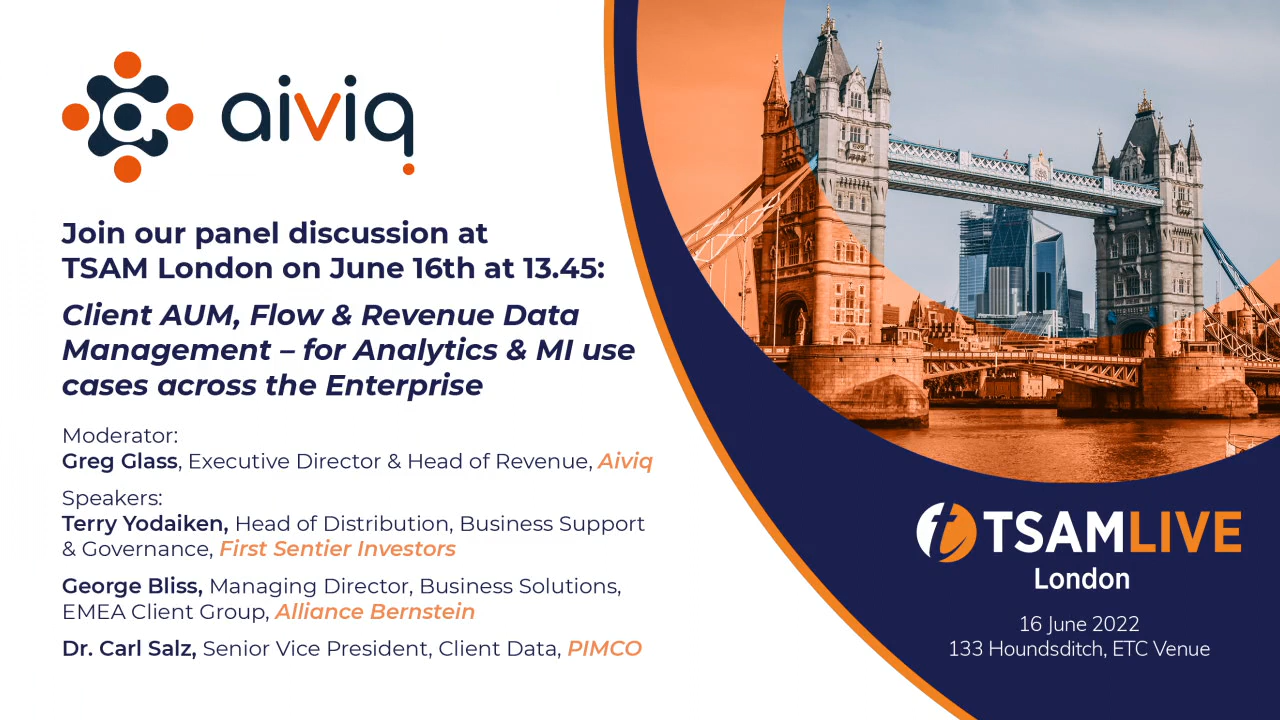 aiviq
Join our panel discussion at
TSAM London on June 16th at 13.45:
Client AUM, Flow & Revenue Data
Management – for Analytics & MI use
cases across the Enterprise
Moderator:
Greg Glass, Executive Director & Head of Revenue, Aiviq
Speakers:
Terry Yodaiken, Head of Distribution, Business Support
& Governance, First Sentier Investors
George Bliss, Managing Director, Business Solutions,
EMEA Client Group, Alliance Bernstein
Dr. Carl Salz, Senior Vice President, Client Data, PIMCO
TSAMLIVE
London
16 June 2022
133 Houndsditch, ETC Venue